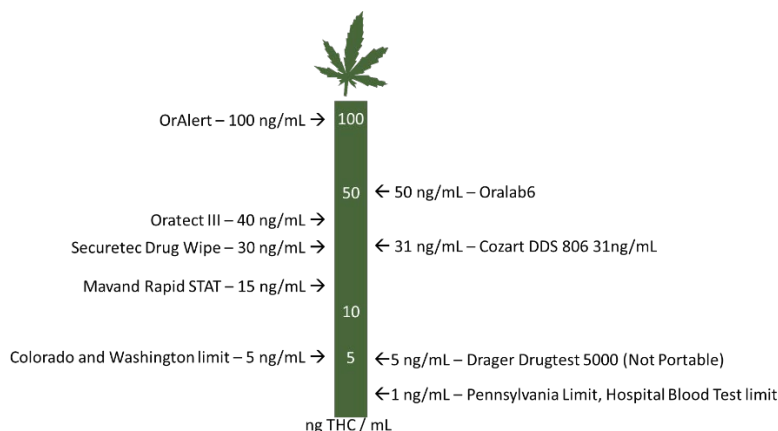 OrAlert – 100 ng/mL →
100
50
← 50 ng/mL – Oralab6
Oratect III – 40 ng/mL →
Securetec Drug Wipe – 30 ng/mL →
← 31 ng/mL – Cozart DDS 806 31ng/mL
Mavand Rapid STAT – 15 ng/mL →
10
Colorado and Washington limit – 5 ng/mL →
5
←5 ng/mL – Drager Drugtest 5000 (Not Portable)
←1 ng/mL – Pennsylvania Limit, Hospital Blood Test limit
ng THC / mL